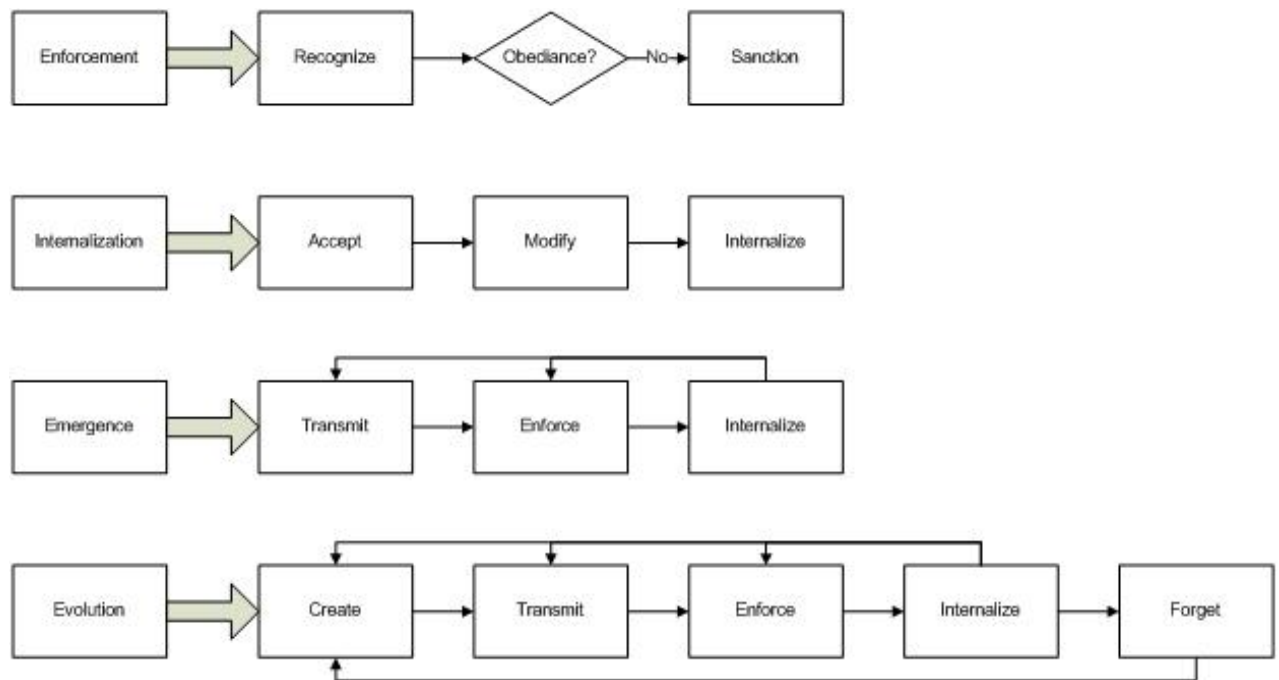 Enforcement
Recognize
Obediance?
No
Sanction
Internalization
Accept
Modify
Internalize
Emergence
Transmit
Enforce
Internalize
Evolution
Create
Transmit
Enforce
Internalize
Forget